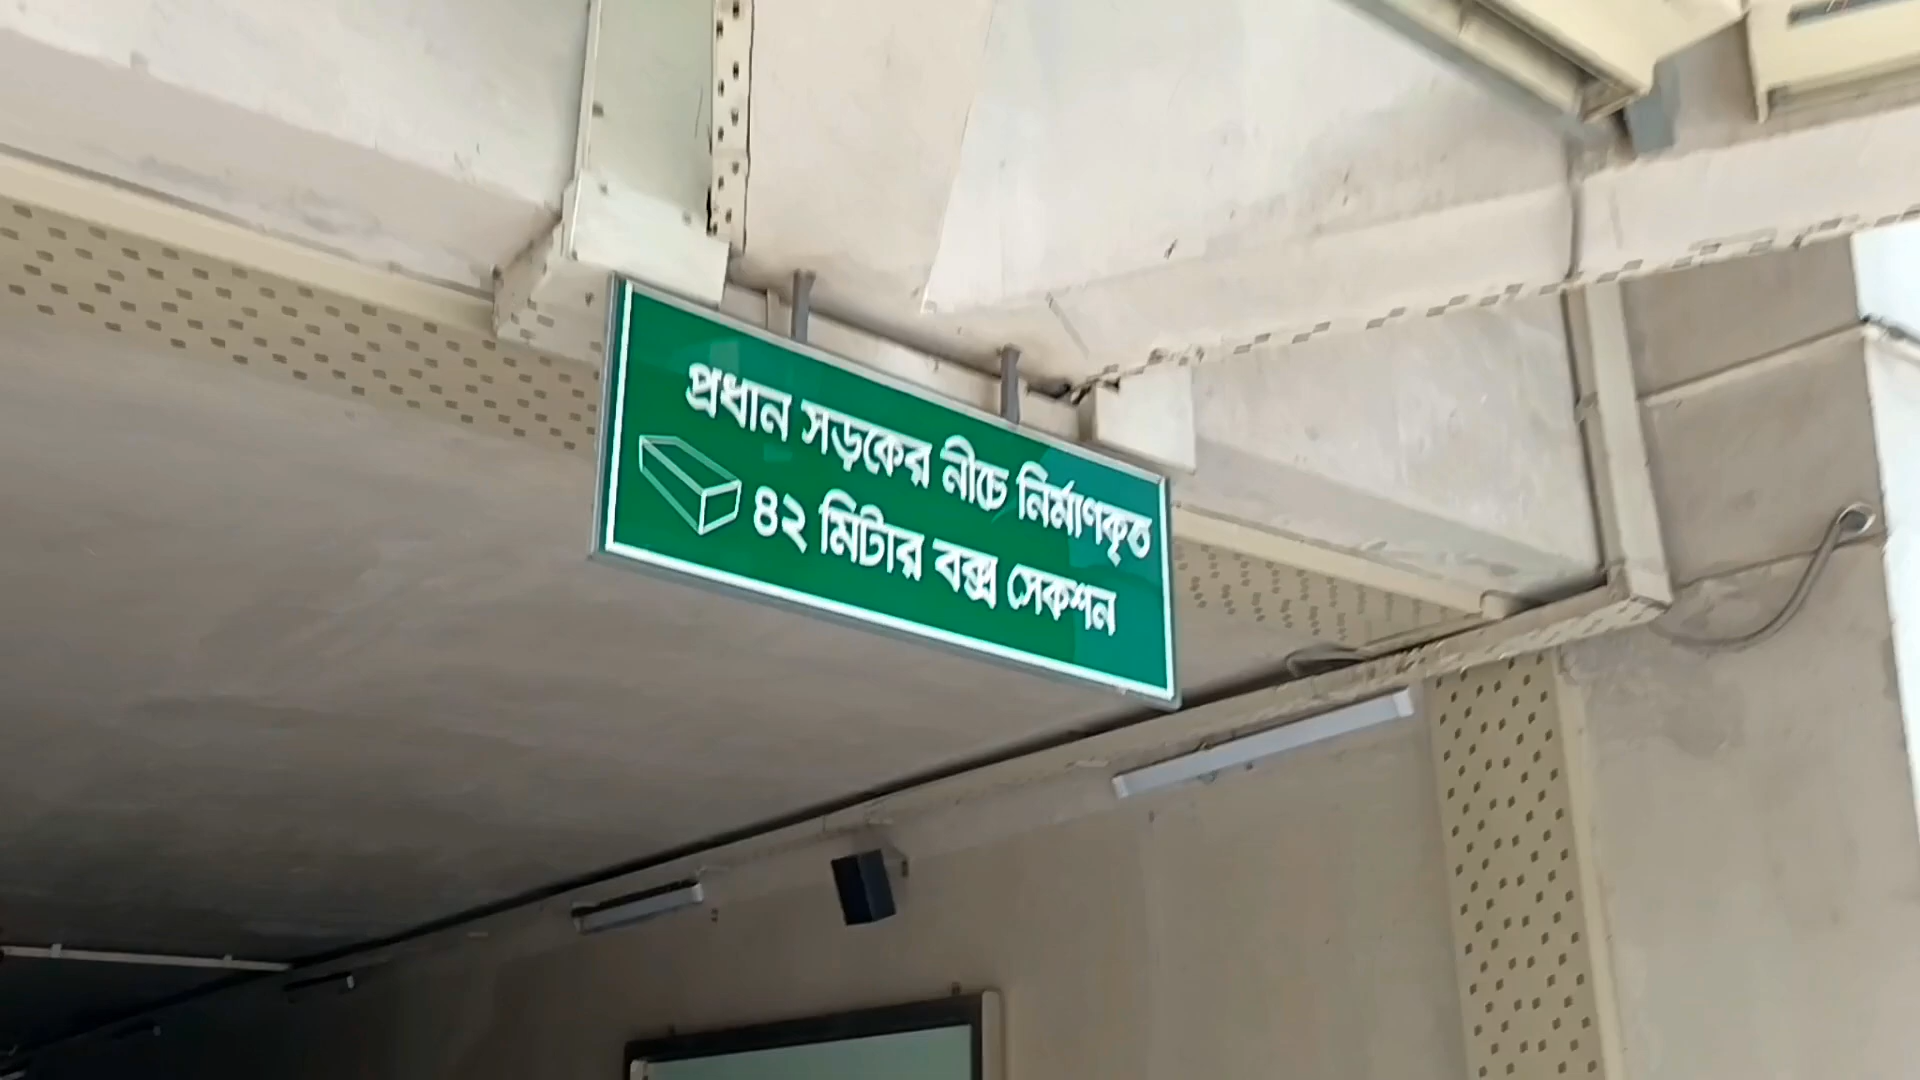 প্রধান সড়কের নীচে নির্মাণকৃত
৪২ মিটার বক্স সেকশন